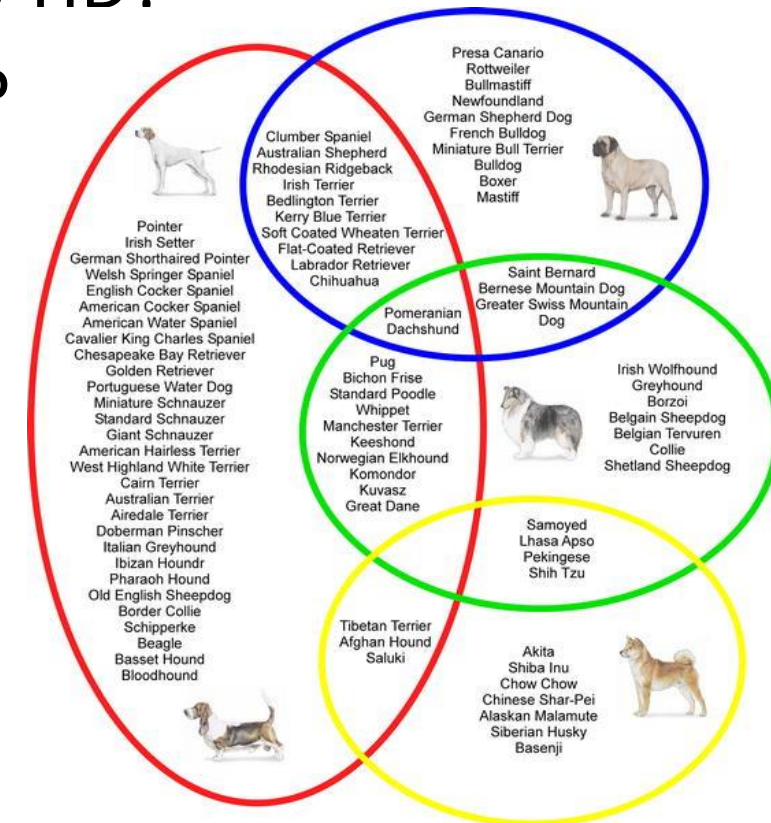 Presa Canario
Rottweiler
Bullmastiff
Newfoundland
German Shepherd Dog
French Bulldog
Miniature Bull Terrier
Bulldog
Boxer
Mastiff
Clumber Spaniel
Australian Shepherd
Rhodesian Ridgeback
Irish Terrier
Bedlington Terrier
Kerry Blue Terrier
Soft Coated Wheaten Terrier
Flat-Coated Retriever
Labrador Retriever
Chihuahua
Pointer
Irish Setter
German Shorthaired Pointer
Welsh Springer Spaniel
English Cocker Spaniel
American Cocker Spaniel
American Water Spaniel
Cavalier King Charles Spaniel
Chesapeake Bay Retriever
Golden Retriever
Portuguese Water Dog
Miniature Schnauzer
Standard Schnauzer
Giant Schnauzer
American Hairless Terrier
West Highland White Terrier
Cairn Terrier
Australian Terrier
Airedale Terrier
Doberman Pinscher
Italian Greyhound
Ibizan Houndr
Pharaoh Hound
Old English Sheepdog
Border Collie
Schipperke
Beagle
Basset Hound
Bloodhound
Saint Bernard
Bernese Mountain Dog
Greater Swiss Mountain
Dog
Pomeranian
Dachshund
Pug
Bichon Frise
Standard Poodle
Whippet
Manchester Terrier
Keeshond
Norwegian Elkhound
Komondor
Kuvasz
Great Dane
Irish Wolfhound
Greyhound
Borzoi
Belgain Sheepdog
Belgian Tervuren
Collie
Shetland Sheepdog
Samoyed
Lhasa Apso
Pekingese
Shih Tzu
Tibetan Terrier
Afghan Hound
Saluki
Akita
Shiba Inu
Chow Chow
Chinese Shar-Pei
Alaskan Malamute
Siberian Husky
Basenji